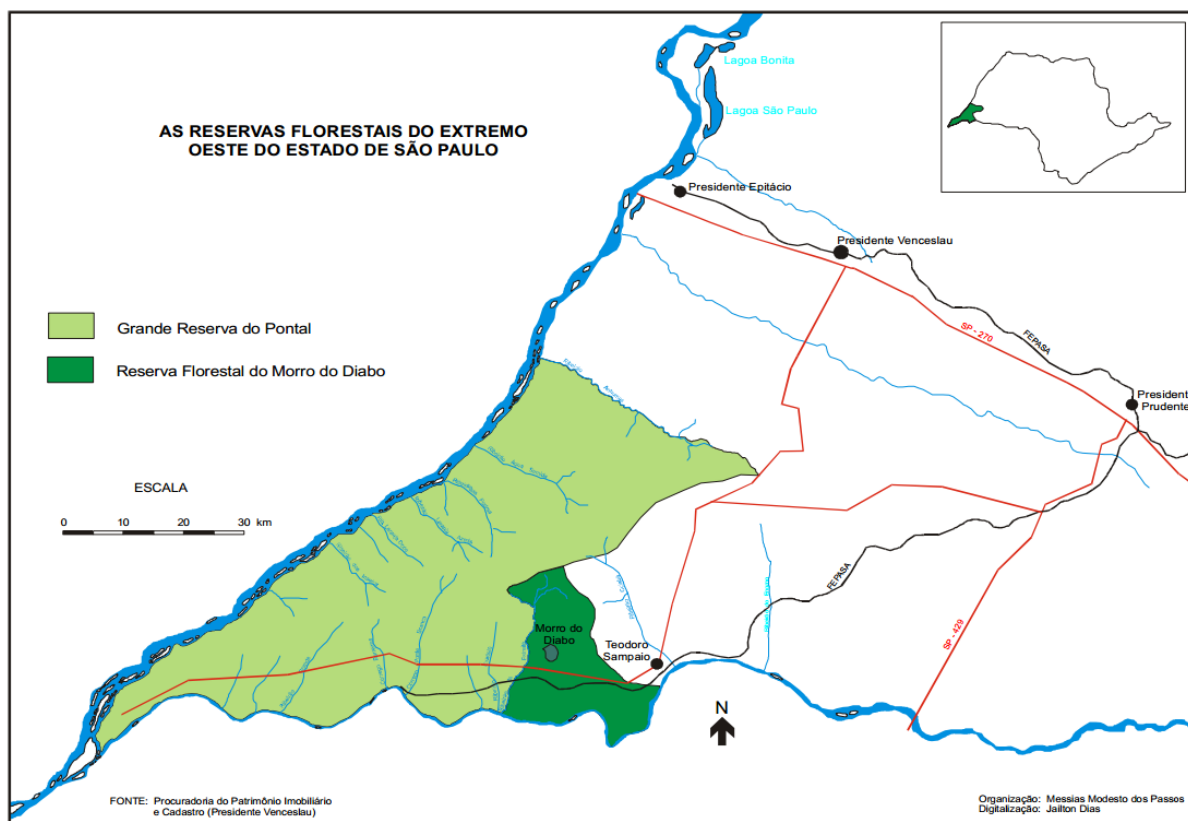 Lagoa Bonita
Lagoa São Paulo
AS RESERVAS FLORESTAIS DO EXTREMO
OESTE DO ESTADO DE SÃO PAULO
Presidente Epitácio
Presidente Venceslau
Grande Reserva do Pontal
Reserva Florestal do Morro do Diabo
SP - 270
FEPASA
President
Prudente
ESCALA
0 10 20 30 km
FEPASA
Morro do
Diabo
Teodoro
Sampaio
SP - 429
N
FONTE: Procuradoria do Patrimônio Imobiliário
e Cadastro (Presidente Venceslau)
Organização: Messias Modesto dos Passos
Digitalização: Jailton Dias